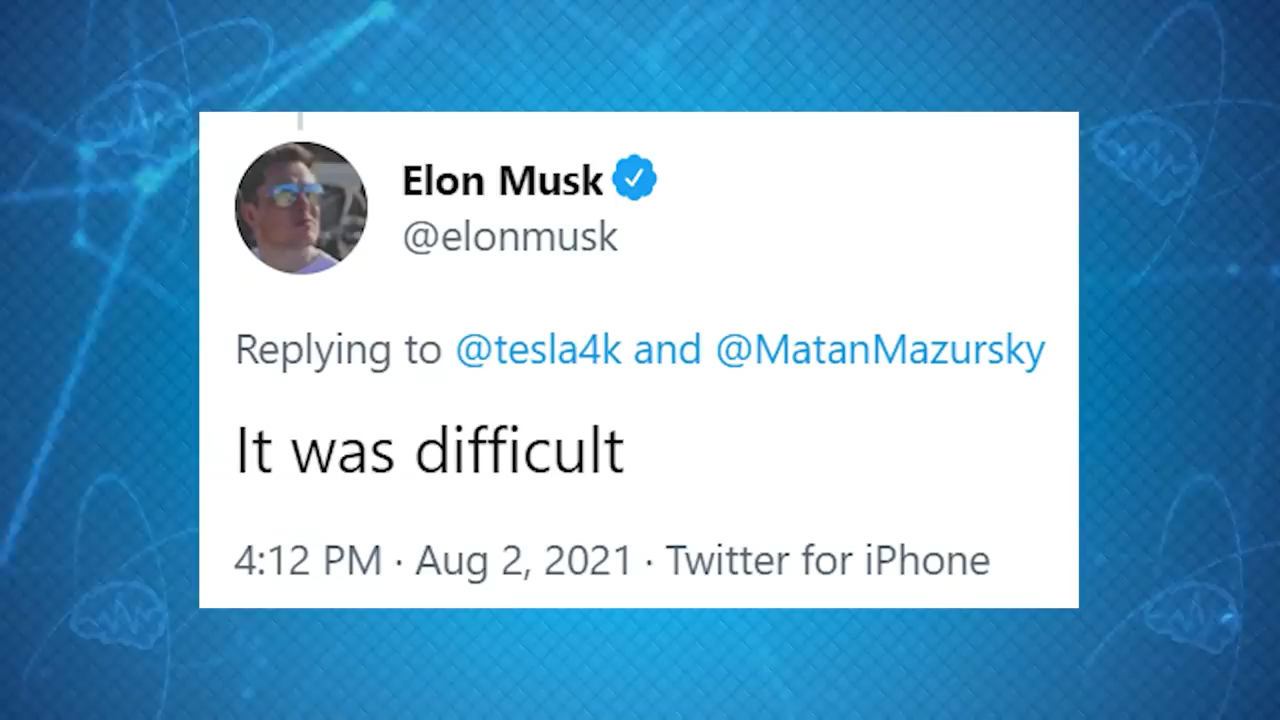 Elon Musk
@elonmusk
Replying to @tesla4k and @MatanMazursky
It was difficult
4:12 PM · Aug 2, 2021 · Twitter for iPhone